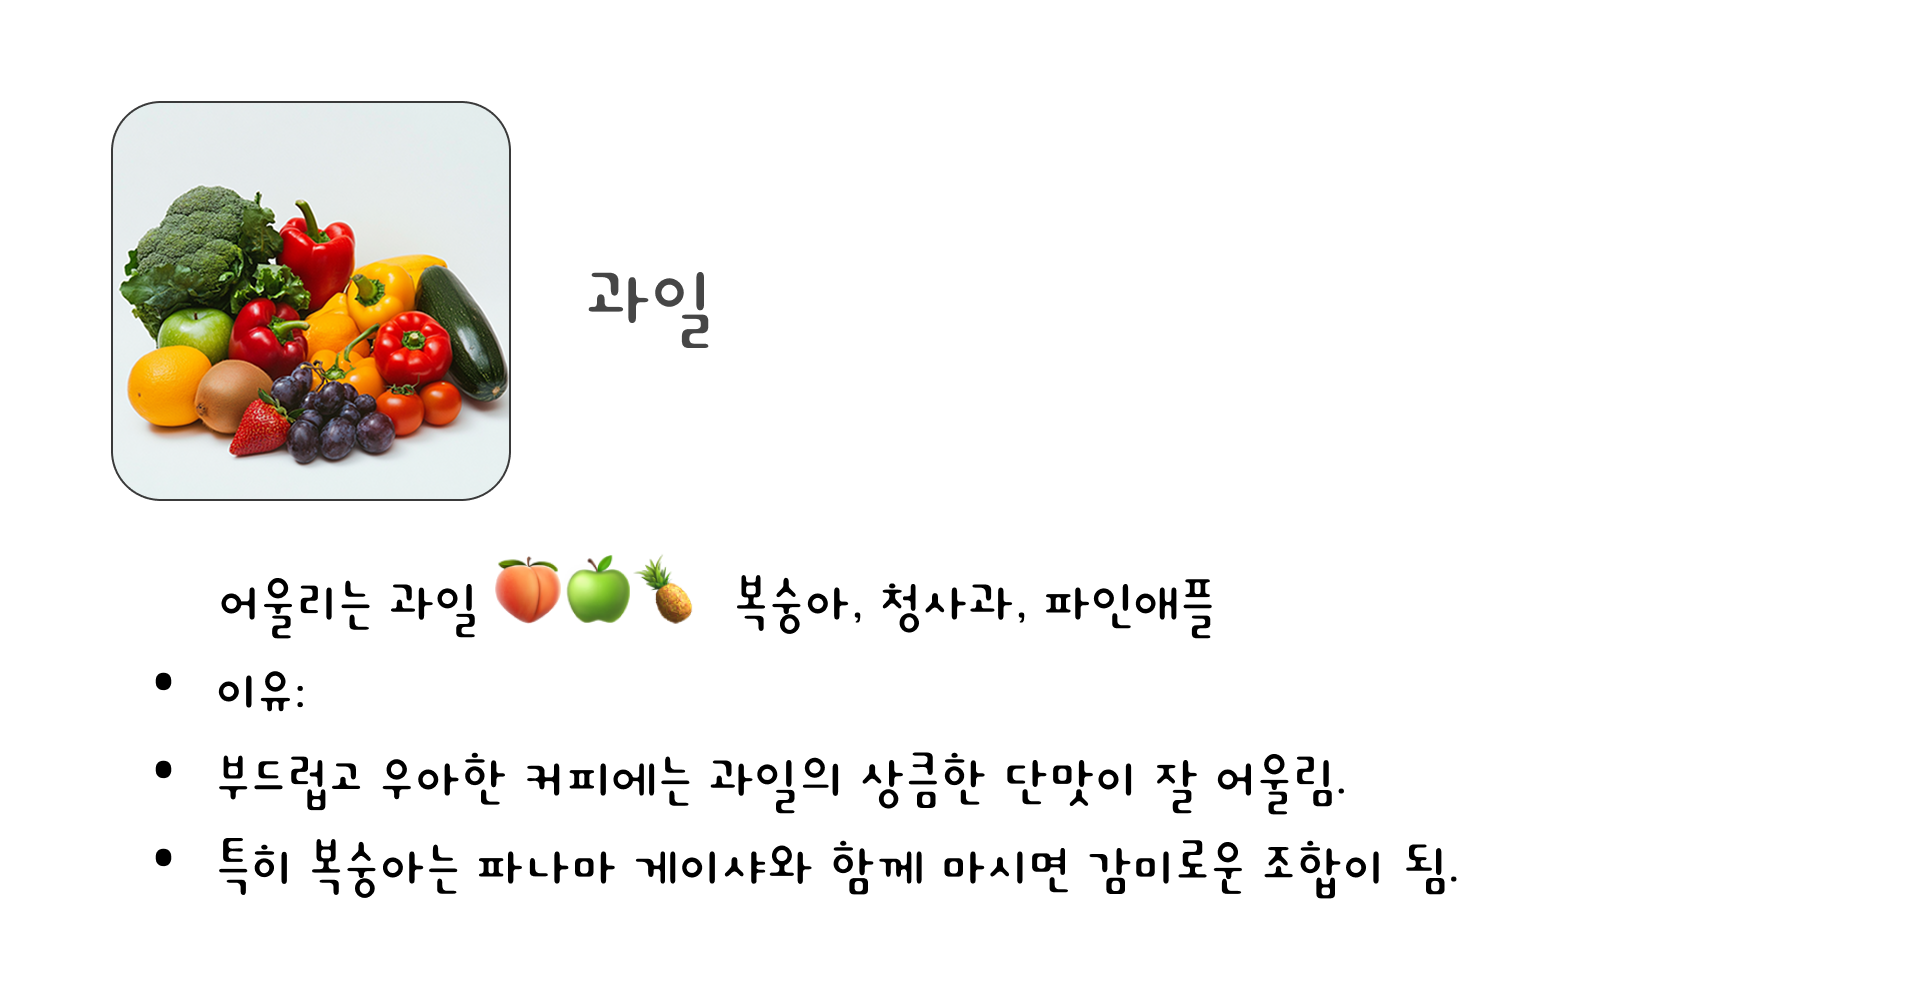 과일
어울리는 과일 🍑🍏🍍 복숭아, 청사과, 파인애플
• 이유:
• 부드럽고 우아한 커피에는 과일의 상큼한 단맛이 잘 어울림.
• 특히 복숭아는 파나마 게이샤와 함께 마시면 감미로운 조합이 됨.